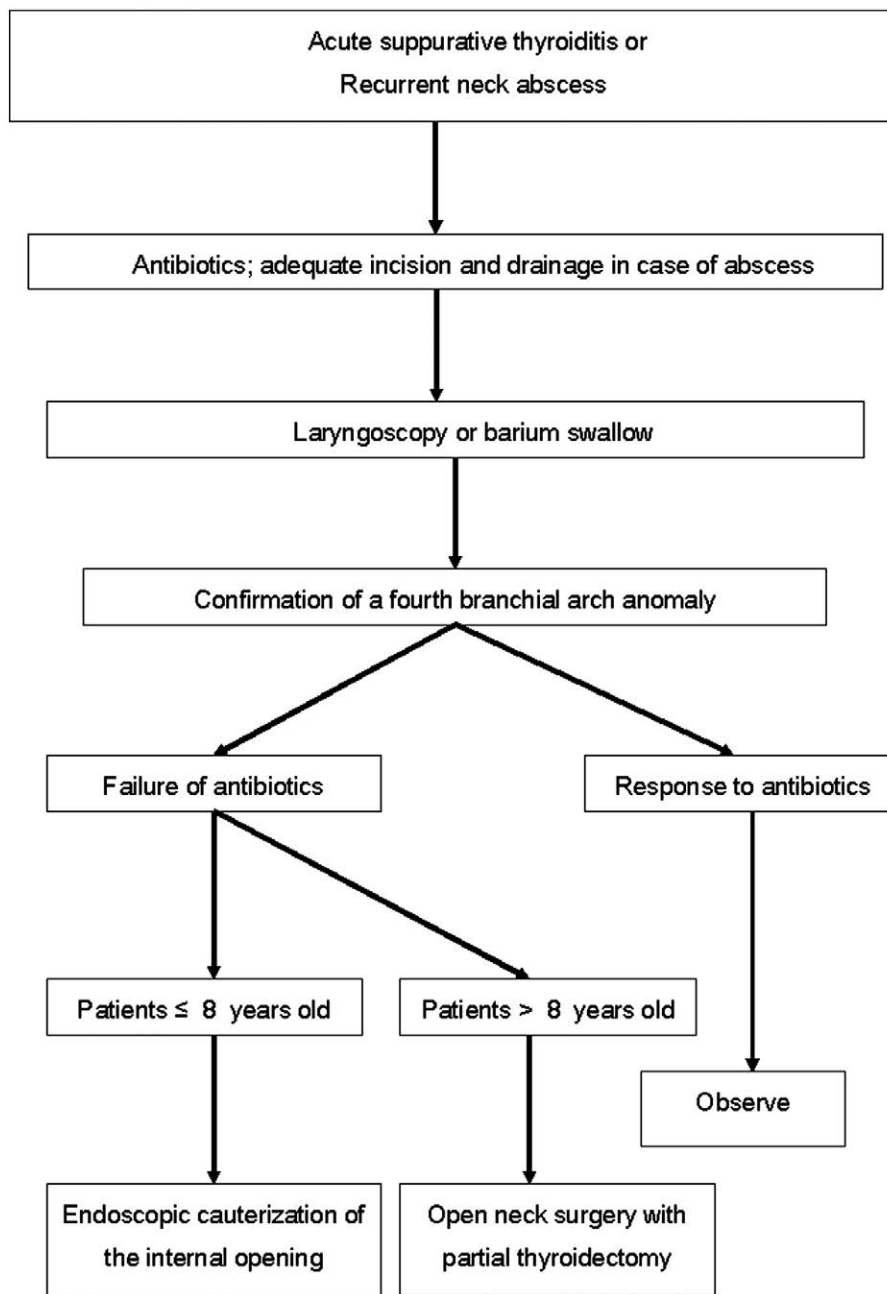 Acute suppurative thyroiditis or
Recurrent neck abscess
Antibiotics; adequate incision and drainage in case of abscess
Laryngoscopy or barium swallow
Confirmation of a fourth branchial arch anomaly
Failure of antibiotics
Response to antibiotics
Patients ≤ 8 years old
Patients > 8 years old
Observe
Endoscopic cauterization of
the internal opening
Open neck surgery with
partial thyroidectomy